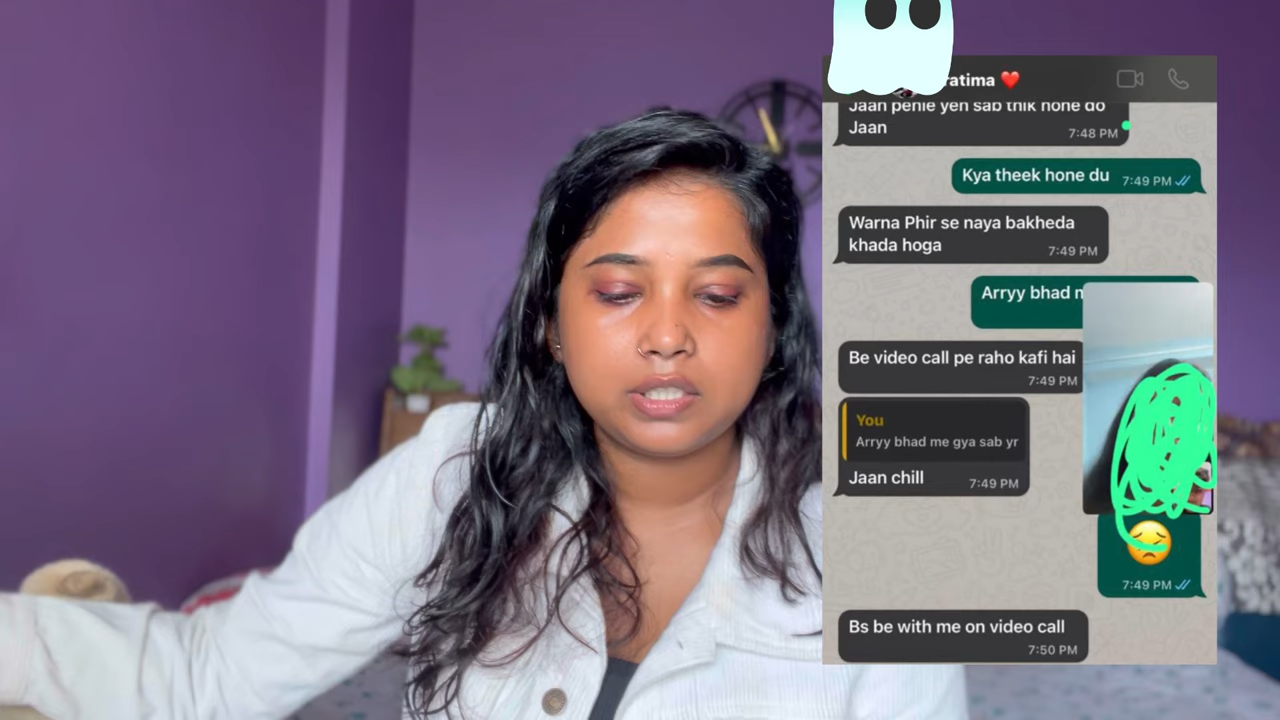 ratima ❤️
Jaan pehle yeh sab thik hone do
Jaan
7:48 PM
Kya theek hone du
7:49 PM
Warna Phir se naya bakheda
khada hoga
7:49 PM
Arryy bhad
Be video call pe raho kafi hai
7:49 PM
You
Arryy bhad me gya sab yr
Jaan chill
7:49 PM
😔
7:49 PM
Bs be with me on video call
7:50 PM